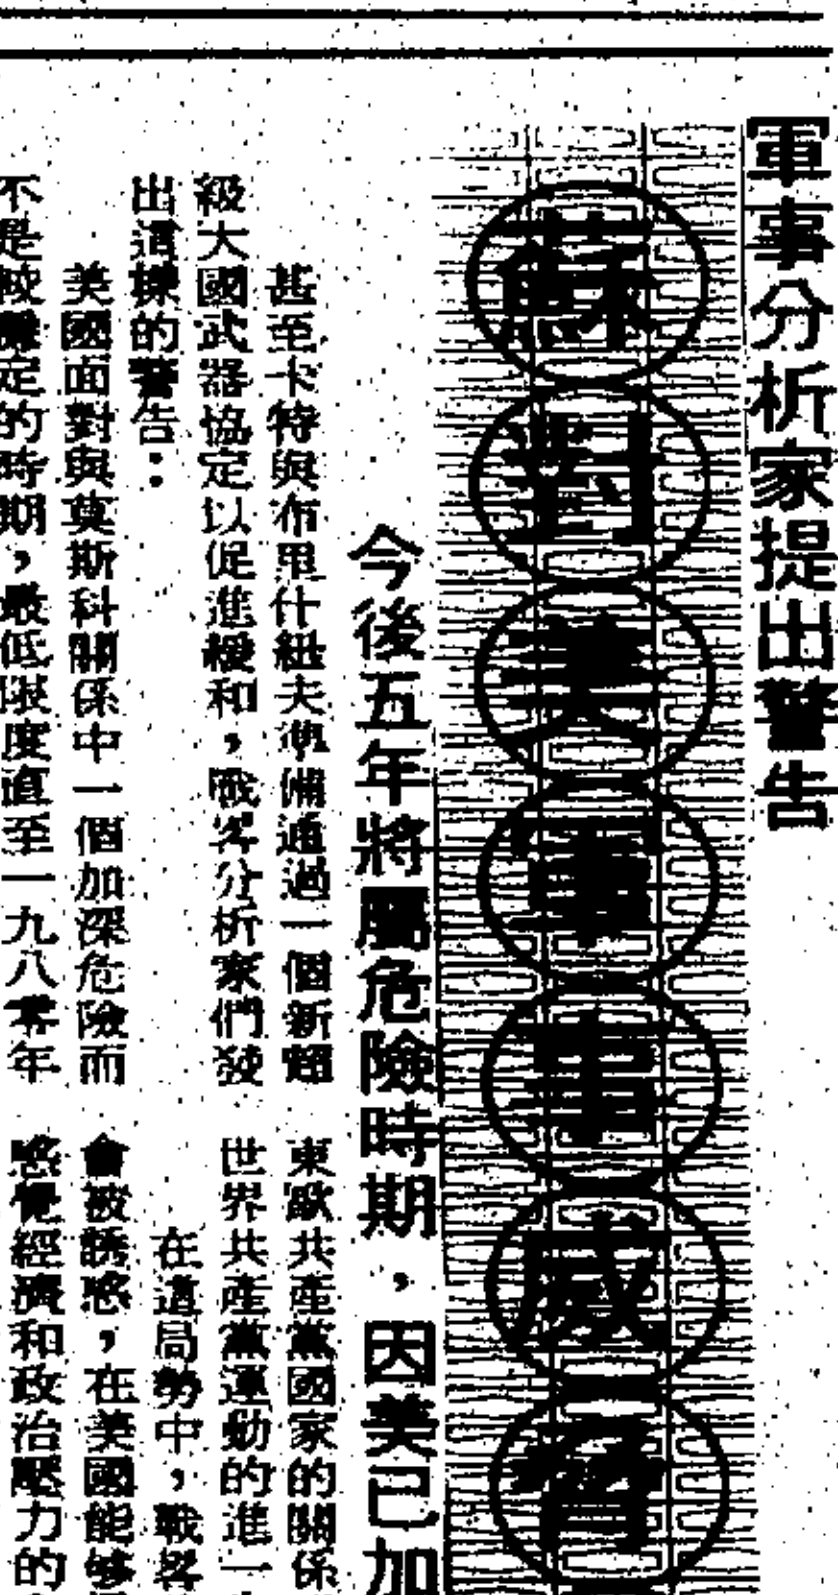 軍事分析家提出警告
蘇對美軍事威脅
今後五年將屬危險時期，因美已加
甚至卡特與布里什紐夫準備通過一個新超
級大國武器協定以促進緩和，戰畧分析家們發
出這樣的警告：
美國面對與莫斯科關係中一個加深危險而
不是較穩定的時期，最低限度直至一九八零年
東歐共產黨國家的關係
世界共產黨運動的進一
在這局勢中，戰畧
會被誘惑，在美國能够
感覺經濟和政治壓力的